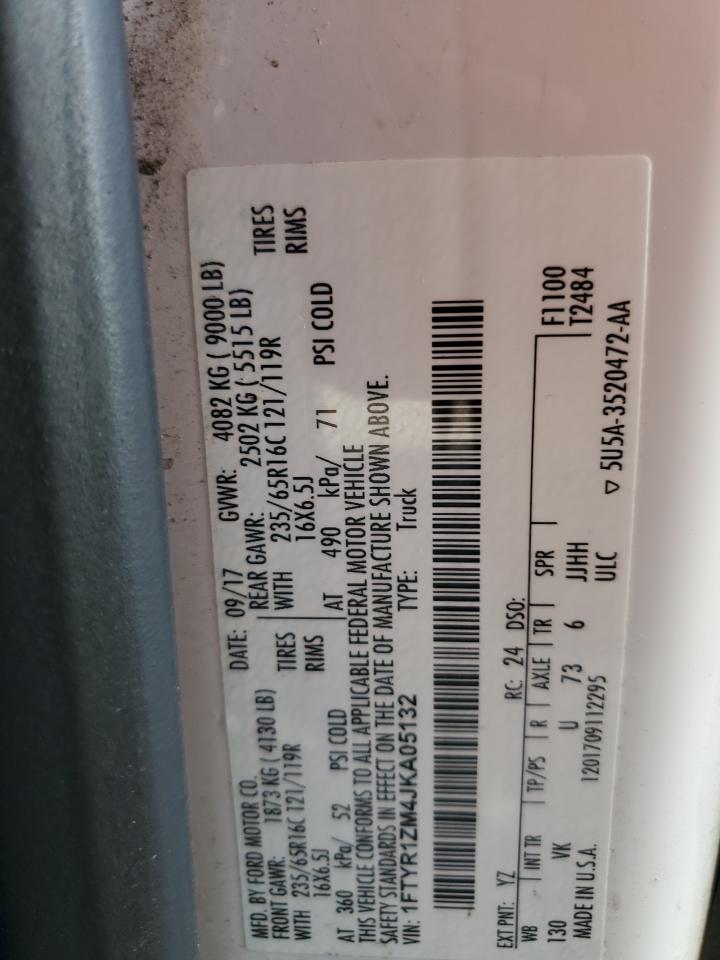 MFD. BY FORD MOTOR CO. DATE: 09/17 GVWR: 4082 KG ( 9000 LB)
FRONT GAWR: 1873 KG ( 4130 LB) REAR GAWR: 2502 KG ( 5515 LB)
WITH 235/65R16C 121/119R TIRES WITH 235/65R16C 121/119R TIRES
16X6.5J RIMS 16X6.5J RIMS
AT 360 kPa/ 52 PSI COLD AT 490 kPa/ 71 PSI COLD
THIS VEHICLE CONFORMS TO ALL APPLICABLE FEDERAL MOTOR VEHICLE
SAFETY STANDARDS IN EFFECT ON THE DATE OF MANUFACTURE SHOWN ABOVE.
VIN: 1FTYR1ZM4JKA05132 TYPE: Truck
EXT PNT: YZ RC: 24 DSO:
WB INT TR TP/PS R AXLE TR SPR F1100
130 VK U 73 6 JJHH T2484
MADE IN U.S.A. 1201709112295 ULC
▽ 5U5A-3520472-AA